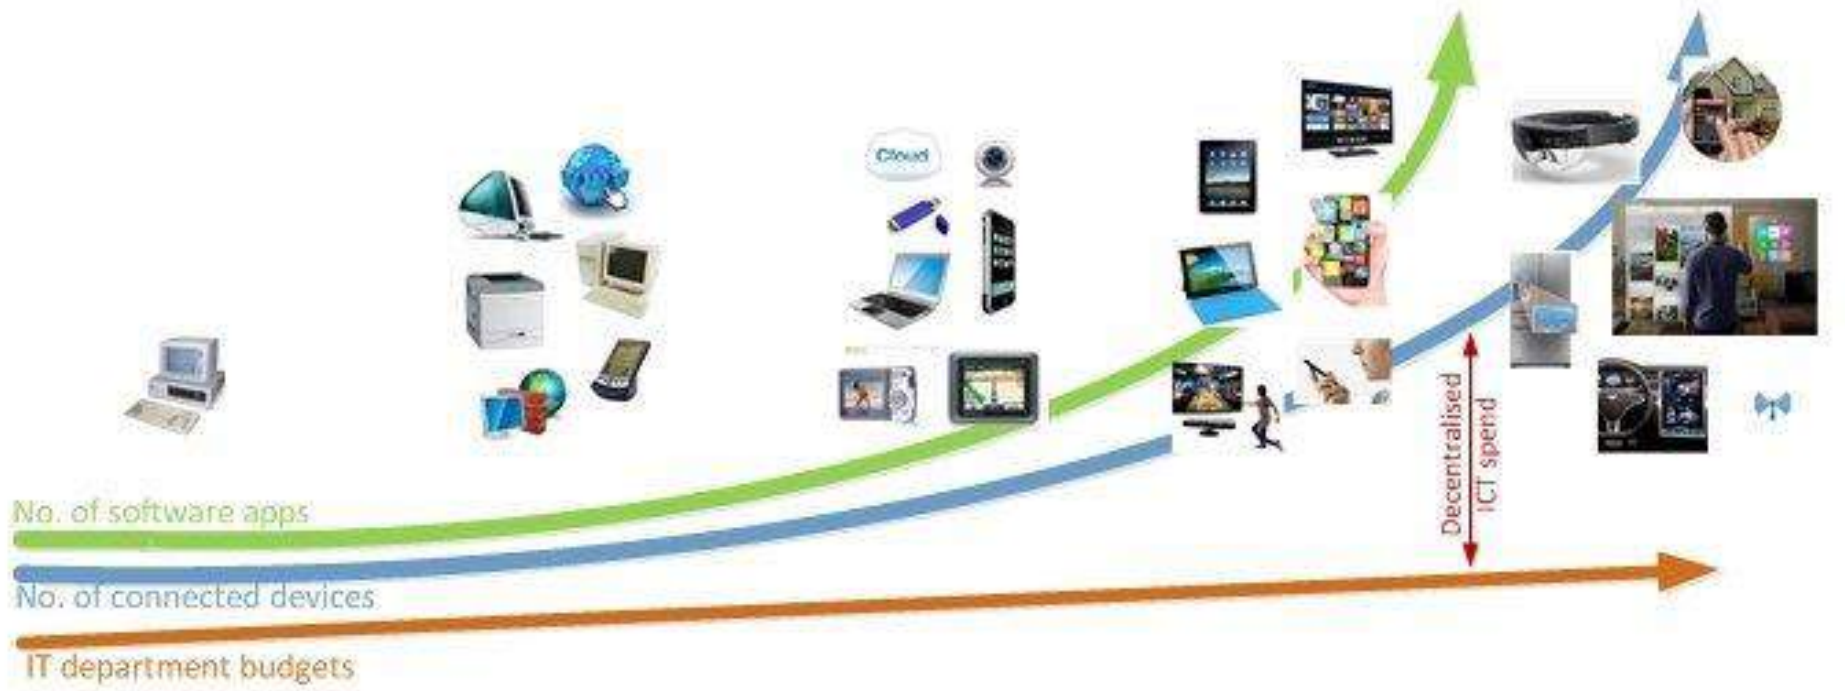 Cloud
No. of software apps
No. of connected devices
IT department budgets
Decentralised
ICT spend